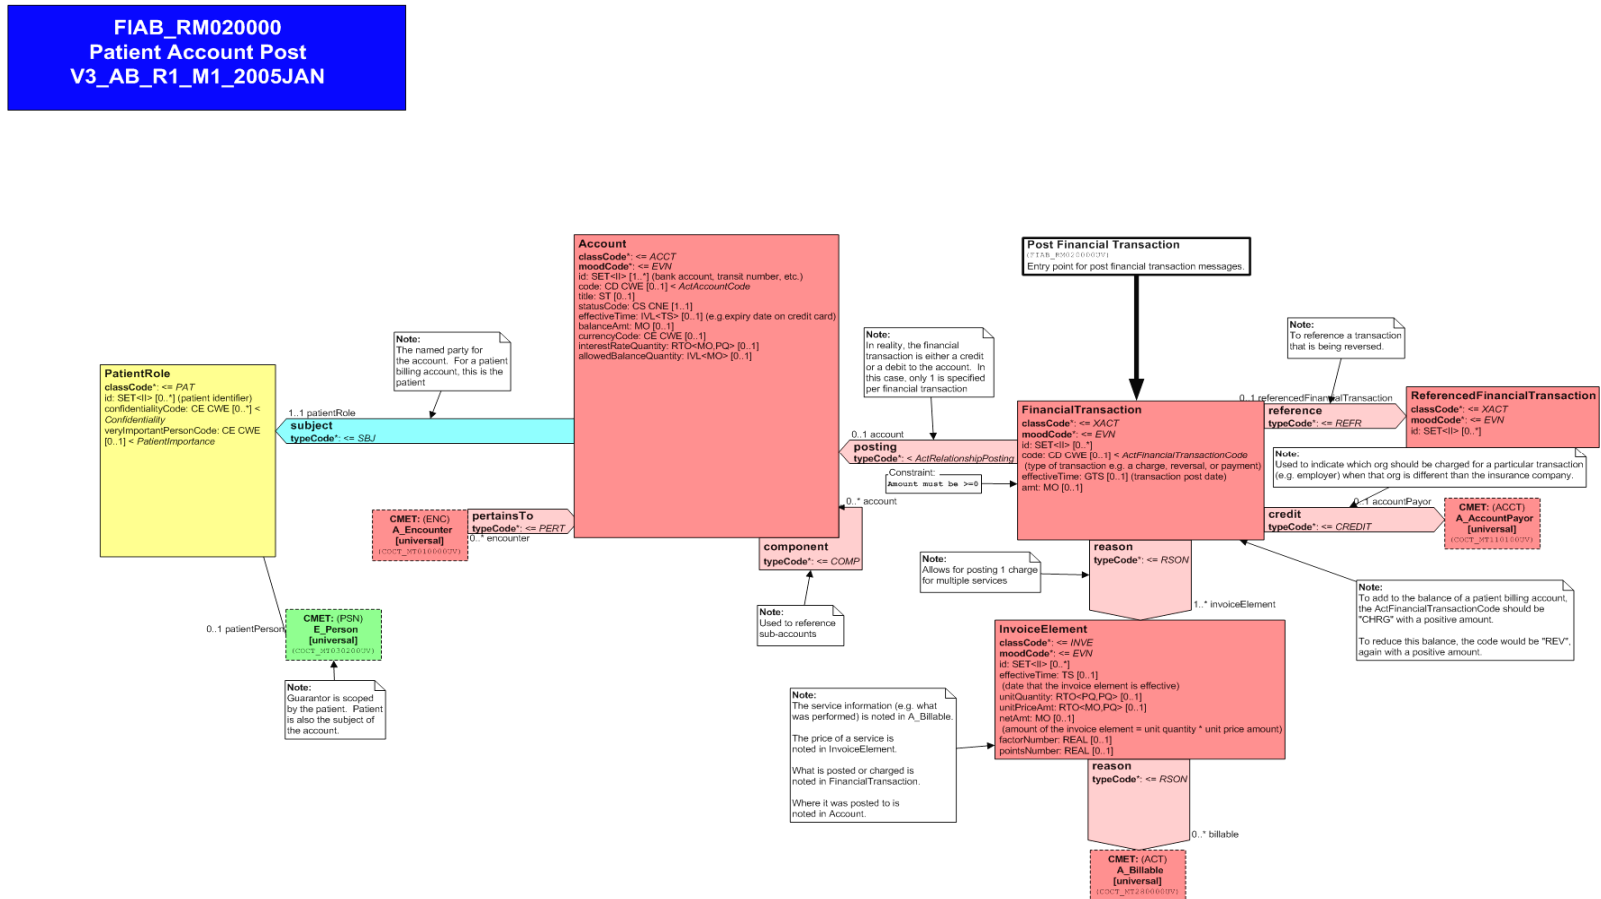 FIAB_RM020000
Patient Account Post
V3_AB_R1_M1_2005JAN
Post Financial Transaction
(FIAB_RM020000UV)
Entry point for post financial transaction messages.
Account
classCode*: <= ACCT
moodCode*: <= EVN
id: SET<II> [1..*] (bank account, transit number, etc.)
code: CD CWE [0..1] < ActAccountCode
title: ST [0..1]
statusCode: CS CNE [1..1]
effectiveTime: IVL<TS> [0..1] (e.g.expiry date on credit card)
balanceAmt: MO [0..1]
currencyCode: CE CWE [0..1]
interestRateQuantity: RTO<MO,PQ> [0..1]
allowedBalanceQuantity: IVL<MO> [0..1]
Note:
The named party for
the account. For a patient
billing account, this is the
patient
Note:
In reality, the financial
transaction is either a credit
or a debit to the account. In
this case, only 1 is specified
per financial transaction
Note:
To reference a transaction
that is being reversed.
PatientRole
classCode*: <= PAT
id: SET<II> [0..*] (patient identifier)
confidentialityCode: CE CWE [0..*] <
Confidentiality
veryImportantPersonCode: CE CWE
[0..1] < PatientImportance
1..1 patientRole
subject
typeCode*: <= SBJ
0..1 account
posting
typeCode*: < ActRelationshipPosting
Constraint:
Amount must be >=0
FinancialTransaction
classCode*: <= XACT
moodCode*: <= EVN
id: SET<II> [0..*]
code: CD CWE [0..1] < ActFinancialTransactionCode
(type of transaction e.g. a charge, reversal, or payment)
effectiveTime: GTS [0..1] (transaction post date)
amt: MO [0..1]
0..1 referencedFinancialTransaction
reference
typeCode*: <= REFR
ReferencedFinancialTransaction
classCode*: <= XACT
moodCode*: <= EVN
id: SET<II> [0..*]
Note:
Used to indicate which org should be charged for a particular transaction
(e.g. employer) when that org is different than the insurance company.
0..1 accountPayor
credit
typeCode*: <= CREDIT
CMET: (ACCT)
A_AccountPayor
[universal]
(COCT_MT110100UV)
CMET: (ENC)
A_Encounter
[universal]
(COCT_MT010000UV)
pertainsTo
typeCode*: <= PERT
0..* encounter
0..* account
component
typeCode*: <= COMP
Note:
Used to reference
sub-accounts
Note:
Allows for posting 1 charge
for multiple services
reason
typeCode*: <= RSON
1..* invoiceElement
Note:
To add to the balance of a patient billing account,
the ActFinancialTransactionCode should be
"CHRG" with a positive amount.
To reduce this balance, the code would be "REV",
again with a positive amount.
0..1 patientPerson
CMET: (PSN)
E_Person
[universal]
(COCT_MT030200UV)
Note:
Guarantor is scoped
by the patient. Patient
is also the subject of
the account.
InvoiceElement
classCode*: <= INVE
moodCode*: <= EVN
id: SET<II> [0..*]
effectiveTime: TS [0..1]
(date that the invoice element is effective)
unitQuantity: RTO<PQ,PQ> [0..1]
unitPriceAmt: RTO<MO,PQ> [0..1]
netAmt: MO [0..1]
(amount of the invoice element = unit quantity * unit price amount)
factorNumber: REAL [0..1]
pointsNumber: REAL [0..1]
Note:
The service information (e.g. what
was performed) is noted in A_Billable.
The price of a service is
noted in InvoiceElement.
What is posted or charged is
noted in FinancialTransaction.
Where it was posted to is
noted in Account.
reason
typeCode*: <= RSON
0..* billable
CMET: (ACT)
A_Billable
[universal]
(COCT_MT280000UV)